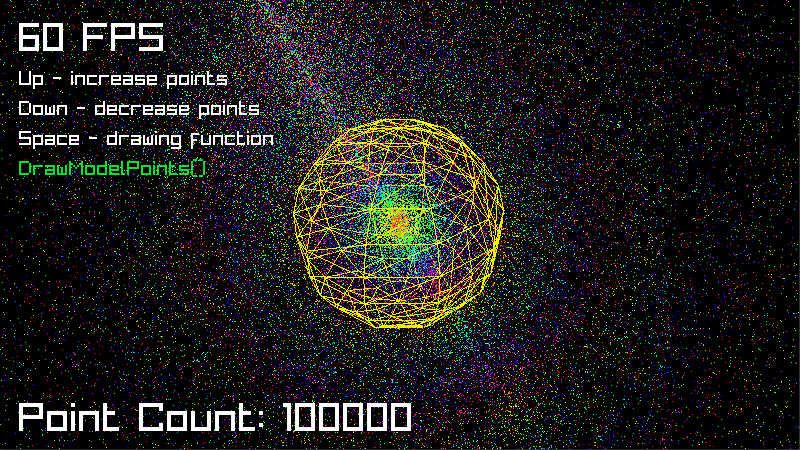 60 FPS
Up - increase points
Down - decrease points
Space - drawing function
DrawModelPoints()
Point Count: 100000